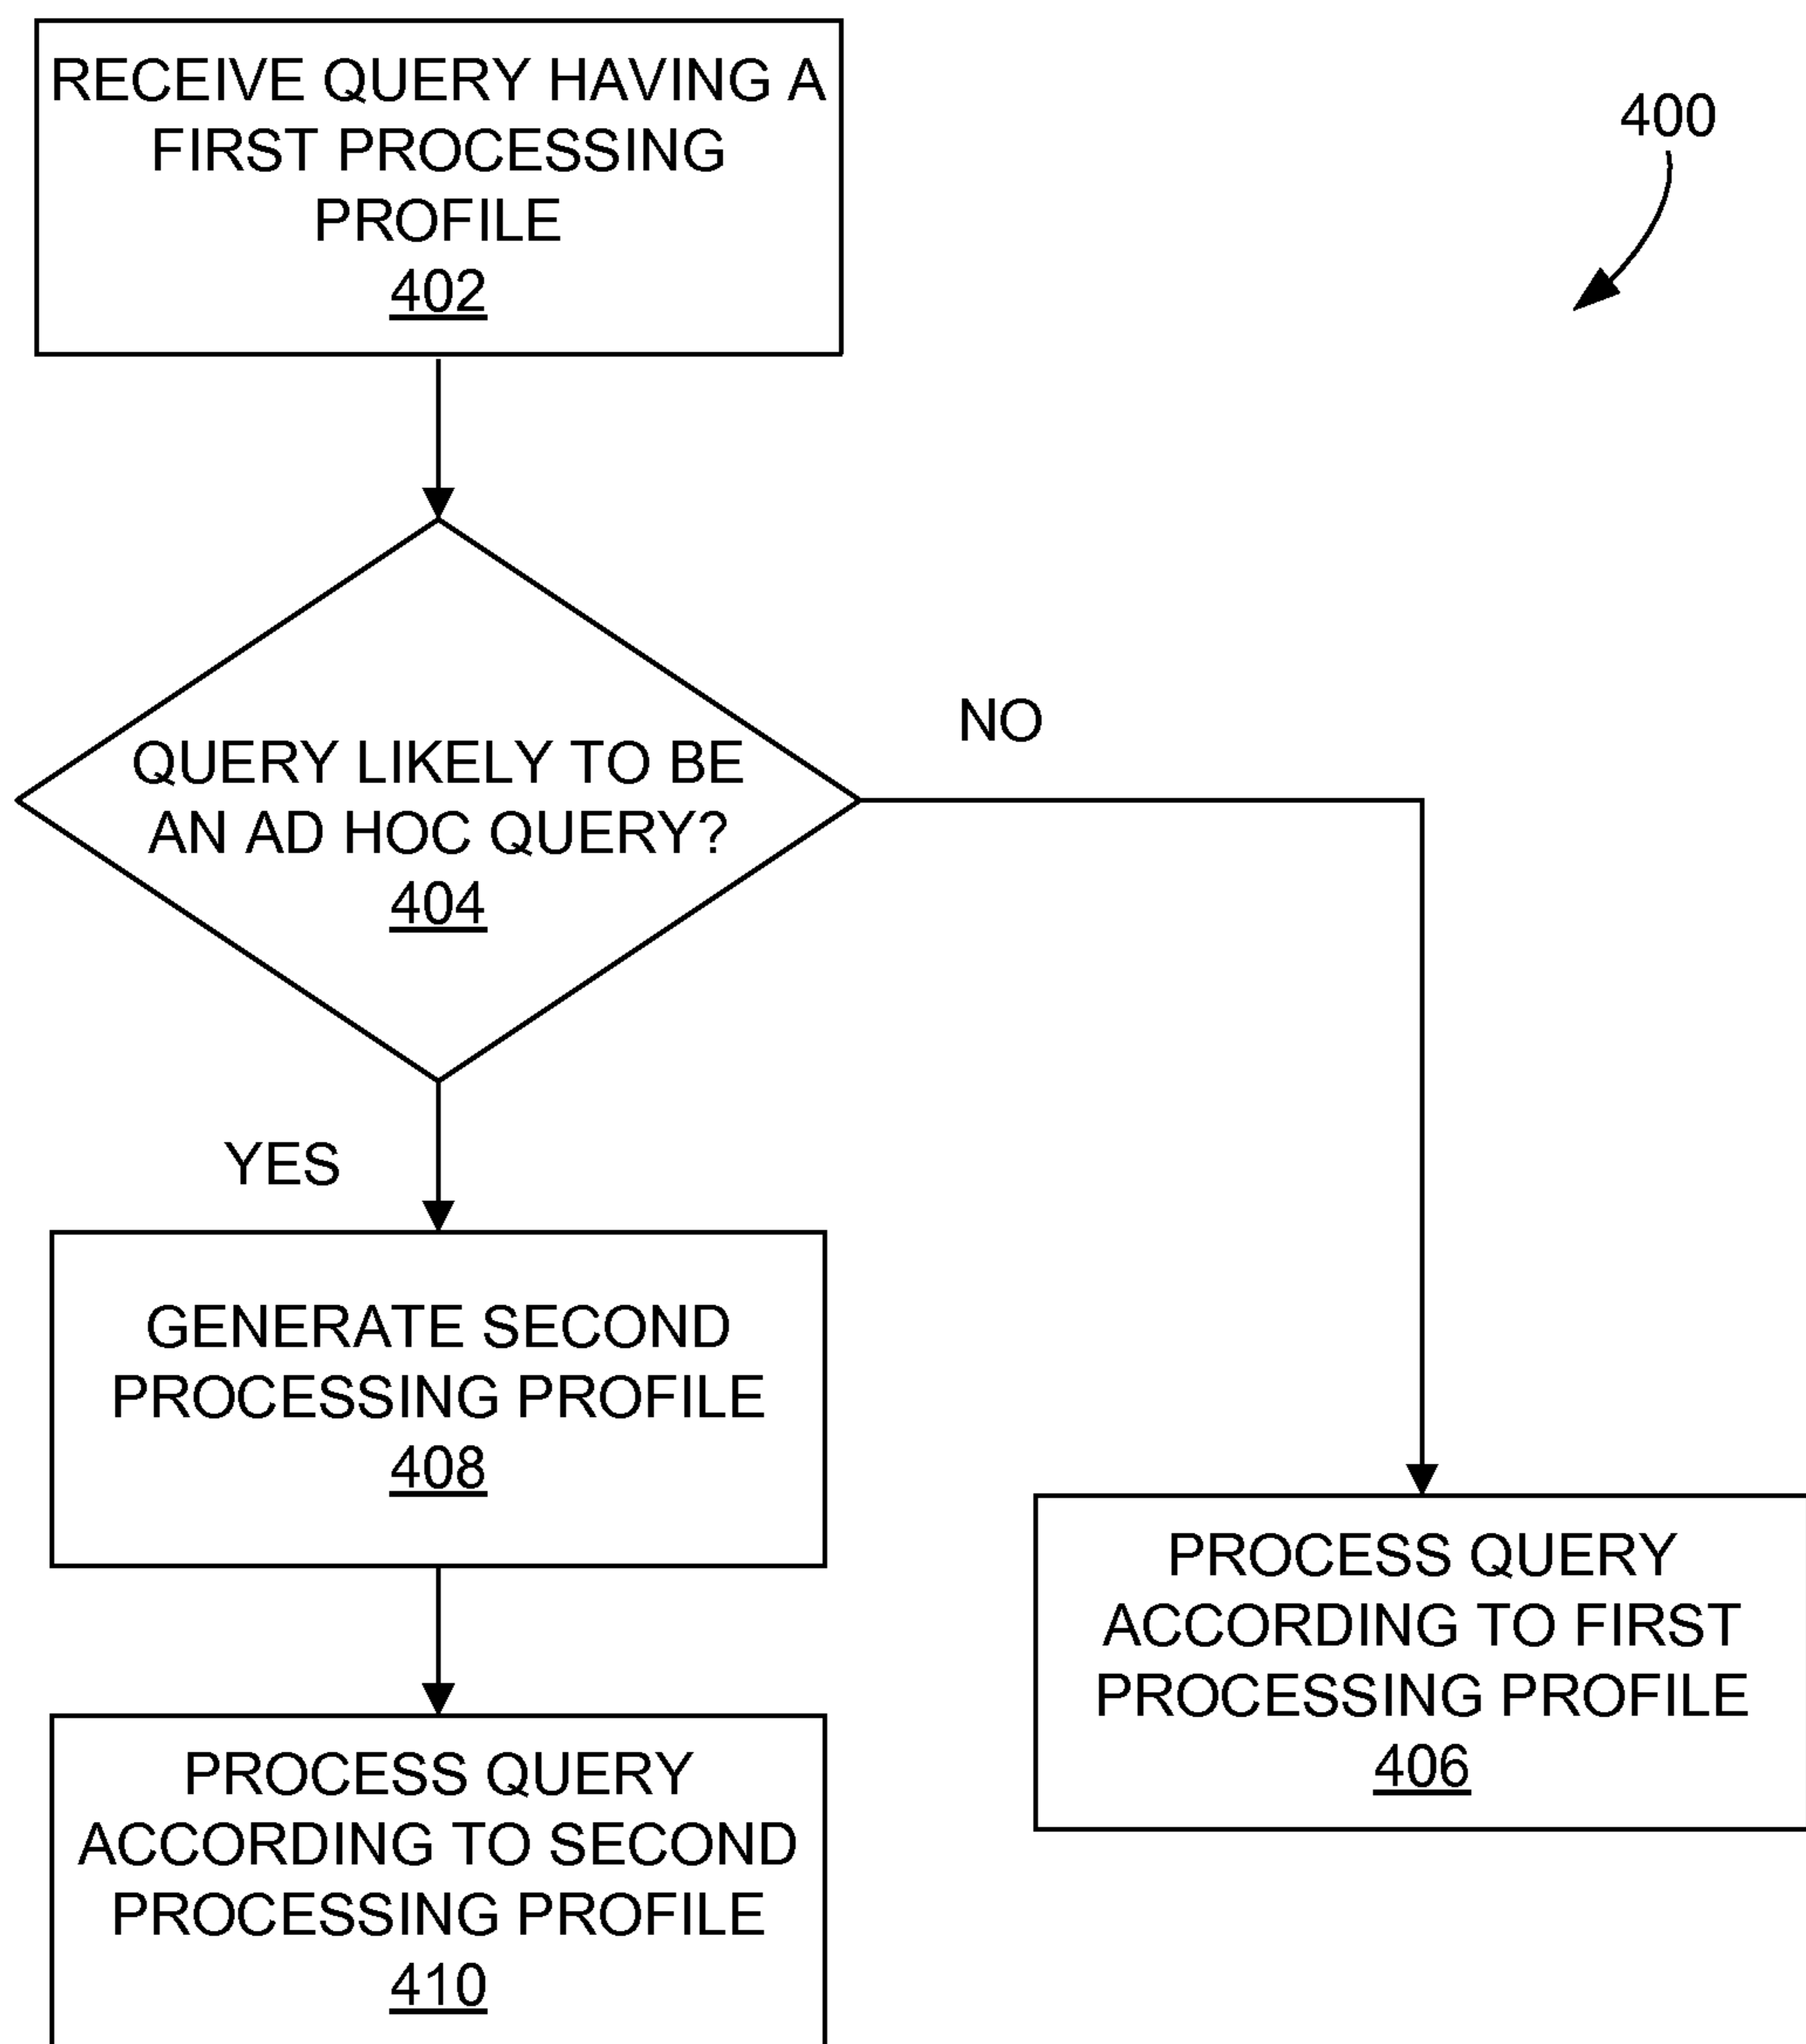 RECEIVE QUERY HAVING A
FIRST PROCESSING
PROFILE
402
400
QUERY LIKELY TO BE
AN AD HOC QUERY?
404
NO
YES
GENERATE SECOND
PROCESSING PROFILE
408
PROCESS QUERY
ACCORDING TO FIRST
PROCESSING PROFILE
406
PROCESS QUERY
ACCORDING TO SECOND
PROCESSING PROFILE
410